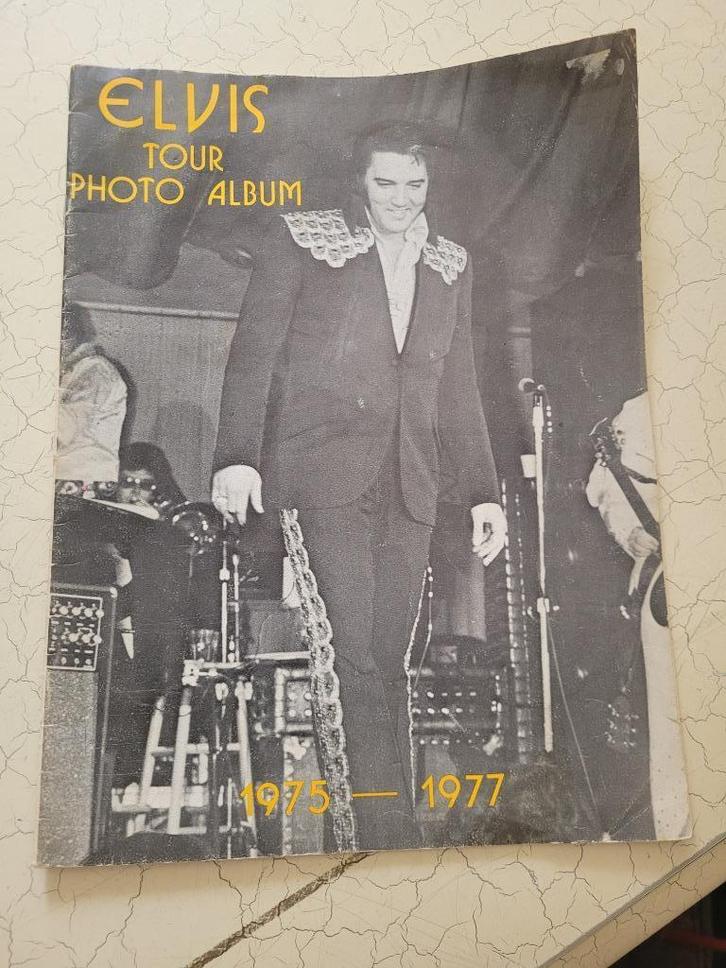 ELVIS
TOUR
PHOTO ALBUM
1975 — 1977